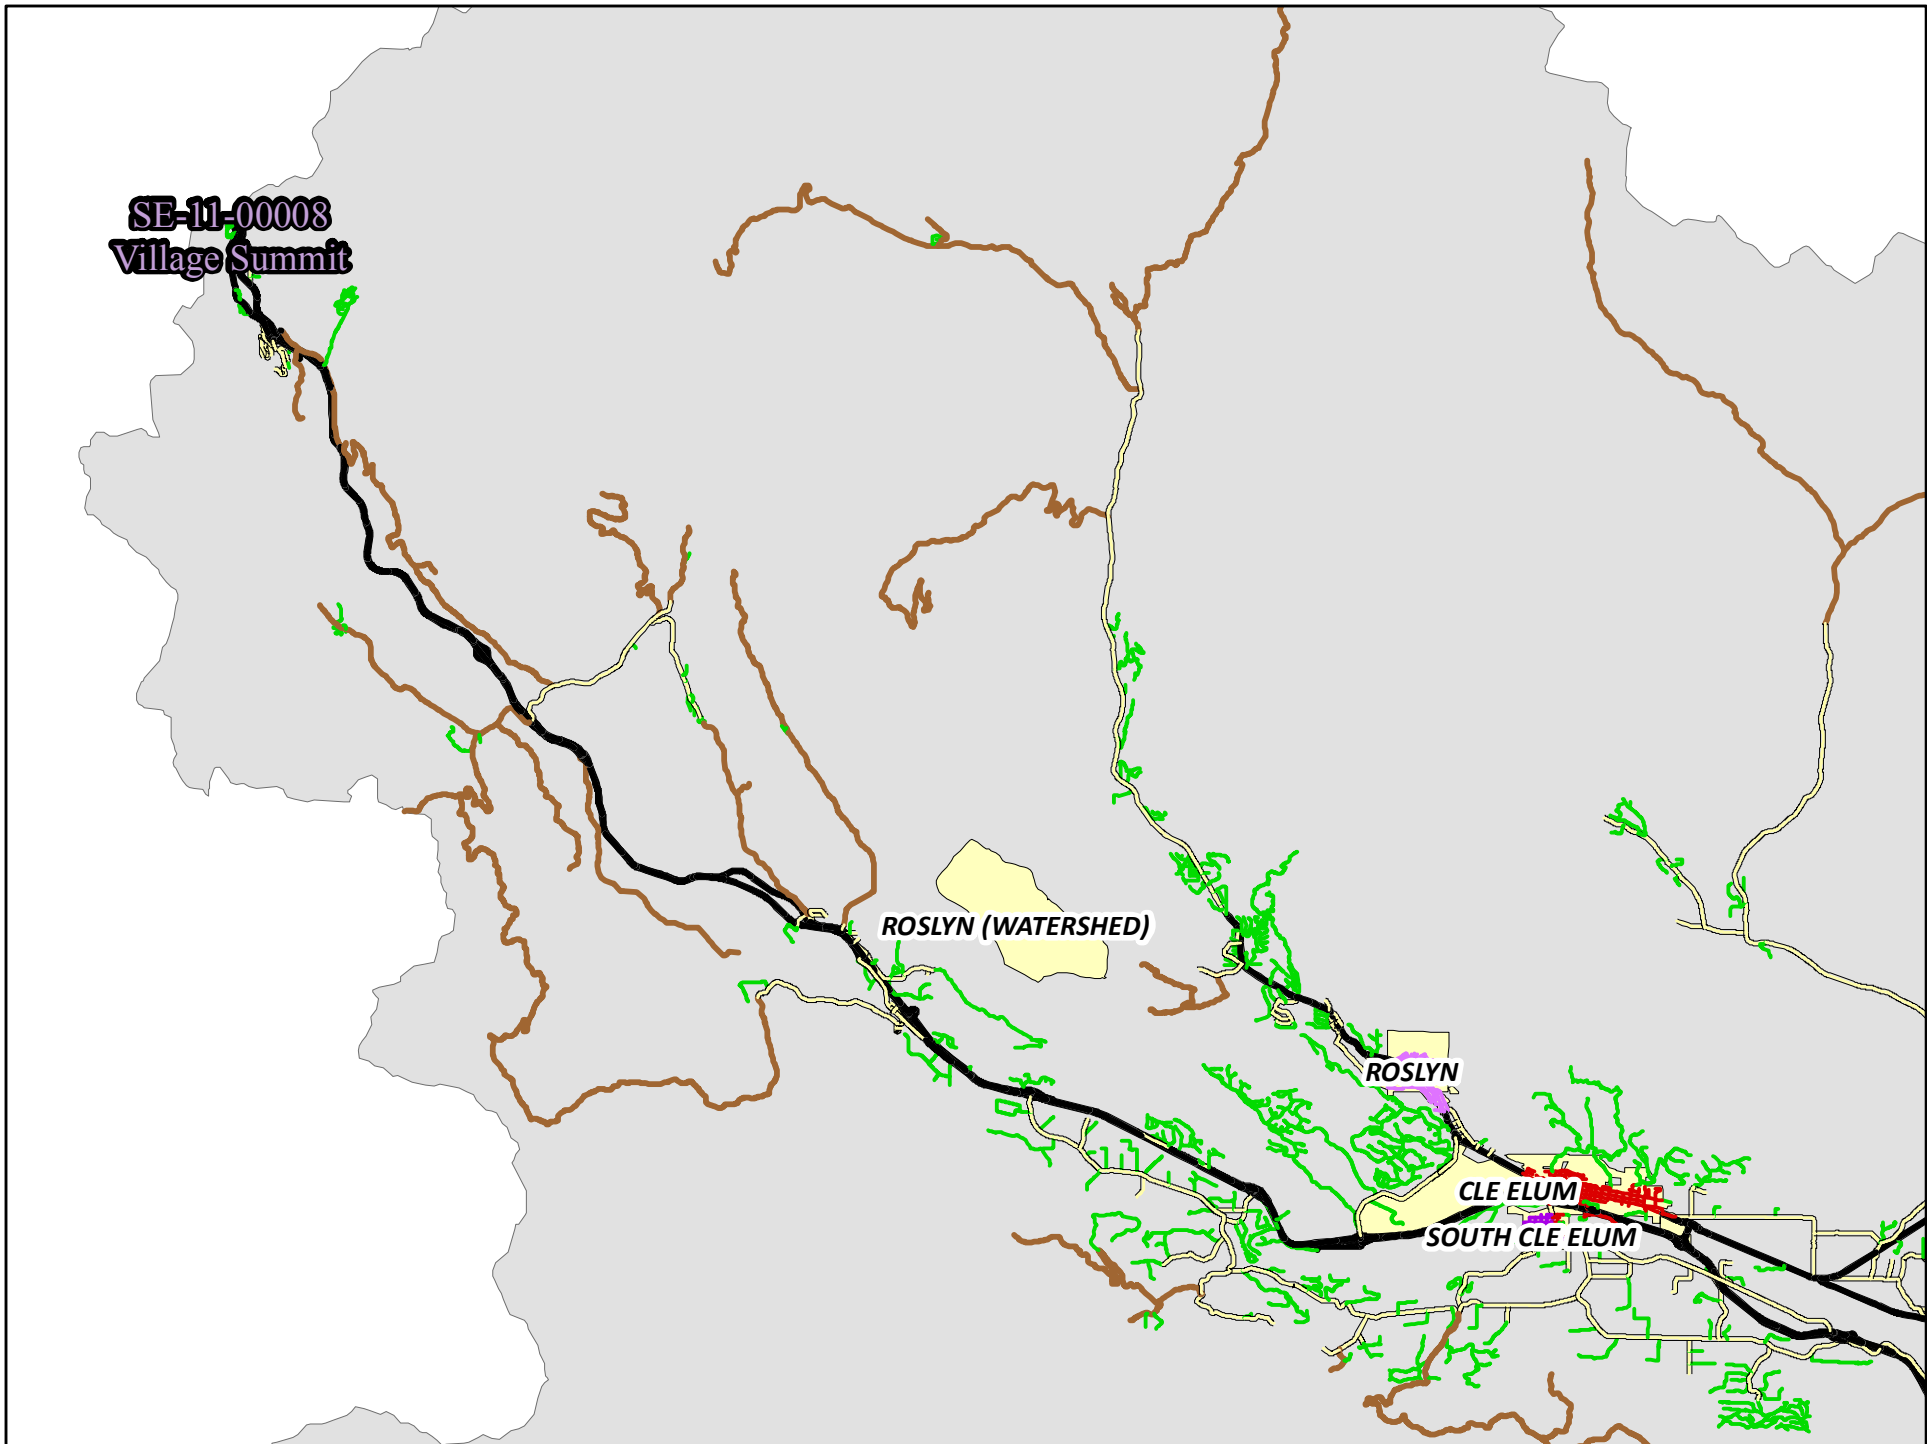 SE-11-00008
Village Summit
ROSLYN (WATERSHED)
ROSLYN
CLE ELUM
SOUTH CLE ELUM